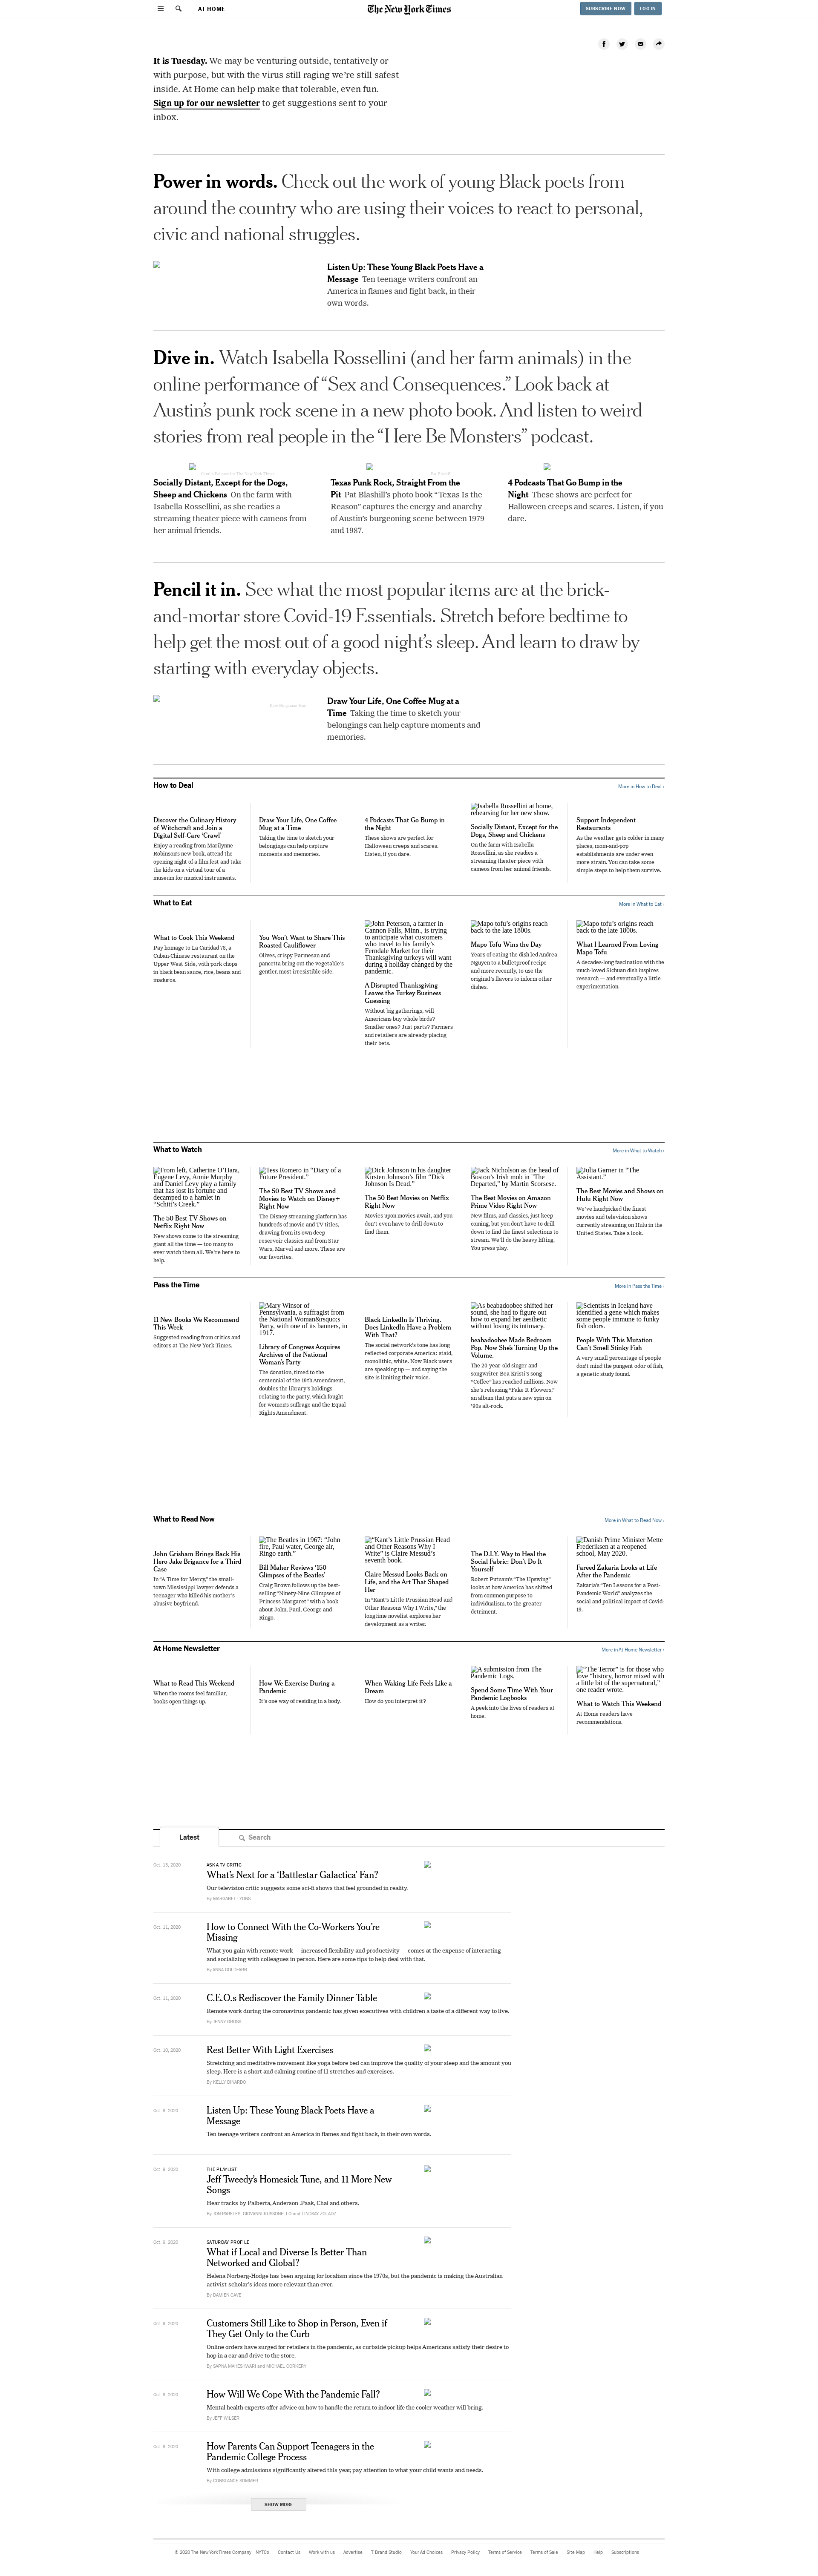 AT HOME
The New York Times
SUBSCRIBE NOW
LOG IN
It is Tuesday. We may be venturing outside, tentatively or
with purpose, but with the virus still raging we’re still safest
inside. At Home can help make that tolerable, even fun.
Sign up for our newsletter to get suggestions sent to your
inbox.
Power in words. Check out the work of young Black poets from
around the country who are using their voices to react to personal,
civic and national struggles.
Listen Up: These Young Black Poets Have a
Message Ten teenage writers confront an
America in flames and fight back, in their
own words.
Dive in. Watch Isabella Rossellini (and her farm animals) in the
online performance of “Sex and Consequences.” Look back at
Austin’s punk rock scene in a new photo book. And listen to weird
stories from real people in the “Here Be Monsters” podcast.
Socially Distant, Except for the Dogs,
Sheep and Chickens On the farm with
Isabella Rossellini, as she readies a
streaming theater piece with cameos from
her animal friends.
Pat Blashill
Texas Punk Rock, Straight From the
Pit Pat Blashill’s photo book “Texas Is the
Reason” captures the energy and anarchy
of Austin’s burgeoning scene between 1979
and 1987.
4 Podcasts That Go Bump in the
Night These shows are perfect for
Halloween creeps and scares. Listen, if you
dare.
Pencil it in. See what the most popular items are at the brick-
and-mortar store Covid-19 Essentials. Stretch before bedtime to
help get the most out of a good night’s sleep. And learn to draw by
starting with everyday objects.
Draw Your Life, One Coffee Mug at a
Time Taking the time to sketch your
belongings can help capture moments and
memories.
How to Deal
More in How to Deal ›
Discover the Culinary History
of Witchcraft and Join a
Digital Self-Care ‘Crawl’
Enjoy a reading from Marilynne
Robinson’s new book, attend the
opening night of a film fest and take
the kids on a virtual tour of a
museum for musical instruments.
Draw Your Life, One Coffee
Mug at a Time
Taking the time to sketch your
belongings can help capture
moments and memories.
4 Podcasts That Go Bump in
the Night
These shows are perfect for
Halloween creeps and scares.
Listen, if you dare.
Isabella Rossellini at home,
rehearsing for her new show.
Socially Distant, Except for the
Dogs, Sheep and Chickens
On the farm with Isabella
Rossellini, as she readies a
streaming theater piece with
cameos from her animal friends.
Support Independent
Restaurants
As the weather gets colder in many
places, mom-and-pop
establishments are under even
more strain. You can take some
simple steps to help them survive.
What to Eat
More in What to Eat ›
What to Cook This Weekend
Pay homage to La Caridad 78, a
Cuban-Chinese restaurant on the
Upper West Side, with pork chops
in black bean sauce, rice, beans and
maduros.
You Won’t Want to Share This
Roasted Cauliflower
Olives, crispy Parmesan and
pancetta bring out the vegetable’s
gentler, most irresistible side.
John Peterson, a farmer in
Cannon Falls, Minn., is trying
to anticipate what customers
who travel to his family’s
Ferndale Market for their
Thanksgiving turkeys will want
during a holiday changed by the
pandemic.
A Disrupted Thanksgiving
Leaves the Turkey Business
Guessing
Without big gatherings, will
Americans buy whole birds?
Smaller ones? Just parts? Farmers
and retailers are already placing
their bets.
Mapo tofu’s origins reach
back to the late 1800s.
Mapo Tofu Wins the Day
Years of eating the dish led Andrea
Nguyen to a bulletproof recipe —
and more recently, to use the
original’s flavors to inform other
dishes.
Mapo tofu’s origins reach
back to the late 1800s.
What I Learned From Loving
Mapo Tofu
A decades-long fascination with the
much-loved Sichuan dish inspires
research — and eventually a little
experimentation.
What to Watch
More in What to Watch ›
From left, Catherine O’Hara,
Eugene Levy, Annie Murphy
and Daniel Levy play a family
that has lost its fortune and
decamped to a hamlet in
“Schitt’s Creek.”
The 50 Best TV Shows on
Netflix Right Now
New shows come to the streaming
giant all the time — too many to
ever watch them all. We’re here to
help.
Tess Romero in “Diary of a
Future President.”
The 50 Best TV Shows and
Movies to Watch on Disney+
Right Now
The Disney streaming platform has
hundreds of movie and TV titles,
drawing from its own deep
reservoir classics and from Star
Wars, Marvel and more. These are
our favorites.
Dick Johnson in his daughter
Kirsten Johnson’s film “Dick
Johnson Is Dead.”
The 50 Best Movies on Netflix
Right Now
Movies upon movies await, and you
don’t even have to drill down to
find them.
Jack Nicholson as the head of
Boston’s Irish mob in "The
Departed," by Martin Scorsese.
The Best Movies on Amazon
Prime Video Right Now
New films, and classics, just keep
coming, but you don’t have to drill
down to find the finest selections to
stream. We’ll do the heavy lifting.
You press play.
Julia Garner in “The
Assistant.”
The Best Movies and Shows on
Hulu Right Now
We’ve handpicked the finest
movies and television shows
currently streaming on Hulu in the
United States. Take a look.
Pass the Time
More in Pass the Time ›
11 New Books We Recommend
This Week
Suggested reading from critics and
editors at The New York Times.
Mary Winsor of
Pennsylvania, a suffragist from
the National Woman&rsquo;s
Party, with one of its banners, in
1917.
Library of Congress Acquires
Archives of the National
Woman’s Party
The donation, timed to the
centennial of the 19th Amendment,
doubles the library’s holdings
relating to the party, which fought
for women’s suffrage and the Equal
Rights Amendment.
Black LinkedIn Is Thriving.
Does LinkedIn Have a Problem
With That?
The social network’s tone has long
reflected corporate America: staid,
monolithic, white. Now Black users
are speaking up — and saying the
site is limiting their voice.
As beabadoobee shifted her
sound, she had to figure out
how to expand her aesthetic
without losing its intimacy.
beabadoobee Made Bedroom
Pop. Now She’s Turning Up the
Volume.
The 20-year-old singer and
songwriter Bea Kristi’s song
“Coffee” has reached millions. Now
she’s releasing “Fake It Flowers,”
an album that puts a new spin on
’90s alt-rock.
Scientists in Iceland have
identified a gene which makes
some people immune to funky
fish odors.
People With This Mutation
Can’t Smell Stinky Fish
A very small percentage of people
don’t mind the pungent odor of fish,
a genetic study found.
What to Read Now
More in What to Read Now ›
John Grisham Brings Back His
Hero Jake Brigance for a Third
Case
In “A Time for Mercy,” the small-
town Mississippi lawyer defends a
teenager who killed his mother’s
abusive boyfriend.
The Beatles in 1967: “John
fire, Paul water, George air,
Ringo earth.”
Bill Maher Reviews ‘150
Glimpses of the Beatles’
Craig Brown follows up the best-
selling “Ninety-Nine Glimpses of
Princess Margaret” with a book
about John, Paul, George and
Ringo.
“Kant’s Little Prussian Head
and Other Reasons Why I
Write” is Claire Messud’s
seventh book.
Claire Messud Looks Back on
Life, and the Art That Shaped
Her
In “Kant’s Little Prussian Head and
Other Reasons Why I Write,” the
longtime novelist explores her
development as a writer.
The D.I.Y. Way to Heal the
Social Fabric: Don’t Do It
Yourself
Robert Putnam’s “The Upswing”
looks at how America has shifted
from common purpose to
individualism, to the greater
detriment.
Danish Prime Minister Mette
Frederiksen at a reopened
school, May 2020.
Fareed Zakaria Looks at Life
After the Pandemic
Zakaria’s “Ten Lessons for a Post-
Pandemic World” analyzes the
social and political impact of Covid-
19.
At Home Newsletter
More in At Home Newsletter ›
What to Read This Weekend
When the rooms feel familiar,
books open things up.
How We Exercise During a
Pandemic
It’s one way of residing in a body.
When Waking Life Feels Like a
Dream
How do you interpret it?
A submission from The
Pandemic Logs.
Spend Some Time With Your
Pandemic Logbooks
A peek into the lives of readers at
home.
“The Terror” is for those who
love “history, horror mixed with
a little bit of the supernatural,”
one reader wrote.
What to Watch This Weekend
At Home readers have
recommendations.
Latest
Search
Oct. 13, 2020
ASK A TV CRITIC
What’s Next for a ‘Battlestar Galactica’ Fan?
Our television critic suggests some sci-fi shows that feel grounded in reality.
By MARGARET LYONS
Oct. 11, 2020
How to Connect With the Co-Workers You’re
Missing
What you gain with remote work — increased flexibility and productivity — comes at the expense of interacting
and socializing with colleagues in person. Here are some tips to help deal with that.
By ANNA GOLDFARB
Oct. 11, 2020
C.E.O.s Rediscover the Family Dinner Table
Remote work during the coronavirus pandemic has given executives with children a taste of a different way to live.
By JENNY GROSS
Oct. 10, 2020
Rest Better With Light Exercises
Stretching and meditative movement like yoga before bed can improve the quality of your sleep and the amount you
sleep. Here is a short and calming routine of 11 stretches and exercises.
By KELLY DINARDO
Oct. 9, 2020
Listen Up: These Young Black Poets Have a
Message
Ten teenage writers confront an America in flames and fight back, in their own words.
Oct. 9, 2020
THE PLAYLIST
Jeff Tweedy’s Homesick Tune, and 11 More New
Songs
Hear tracks by Palberta, Anderson .Paak, Chai and others.
By JON PARELES, GIOVANNI RUSSONELLO and LINDSAY ZOLADZ
Oct. 9, 2020
SATURDAY PROFILE
What if Local and Diverse Is Better Than
Networked and Global?
Helena Norberg-Hodge has been arguing for localism since the 1970s, but the pandemic is making the Australian
activist-scholar’s ideas more relevant than ever.
By DAMIEN CAVE
Oct. 9, 2020
Customers Still Like to Shop in Person, Even if
They Get Only to the Curb
Online orders have surged for retailers in the pandemic, as curbside pickup helps Americans satisfy their desire to
hop in a car and drive to the store.
By SAPNA MAHESHWARI and MICHAEL CORKERY
Oct. 9, 2020
How Will We Cope With the Pandemic Fall?
Mental health experts offer advice on how to handle the return to indoor life the cooler weather will bring.
By JEFF WILSER
Oct. 9, 2020
How Parents Can Support Teenagers in the
Pandemic College Process
With college admissions significantly altered this year, pay attention to what your child wants and needs.
By CONSTANCE SOMMER
SHOW MORE
© 2020 The New York Times Company NYTCo Contact Us Work with us Advertise T Brand Studio Your Ad Choices Privacy Policy Terms of Service Terms of Sale Site Map Help Subscriptions